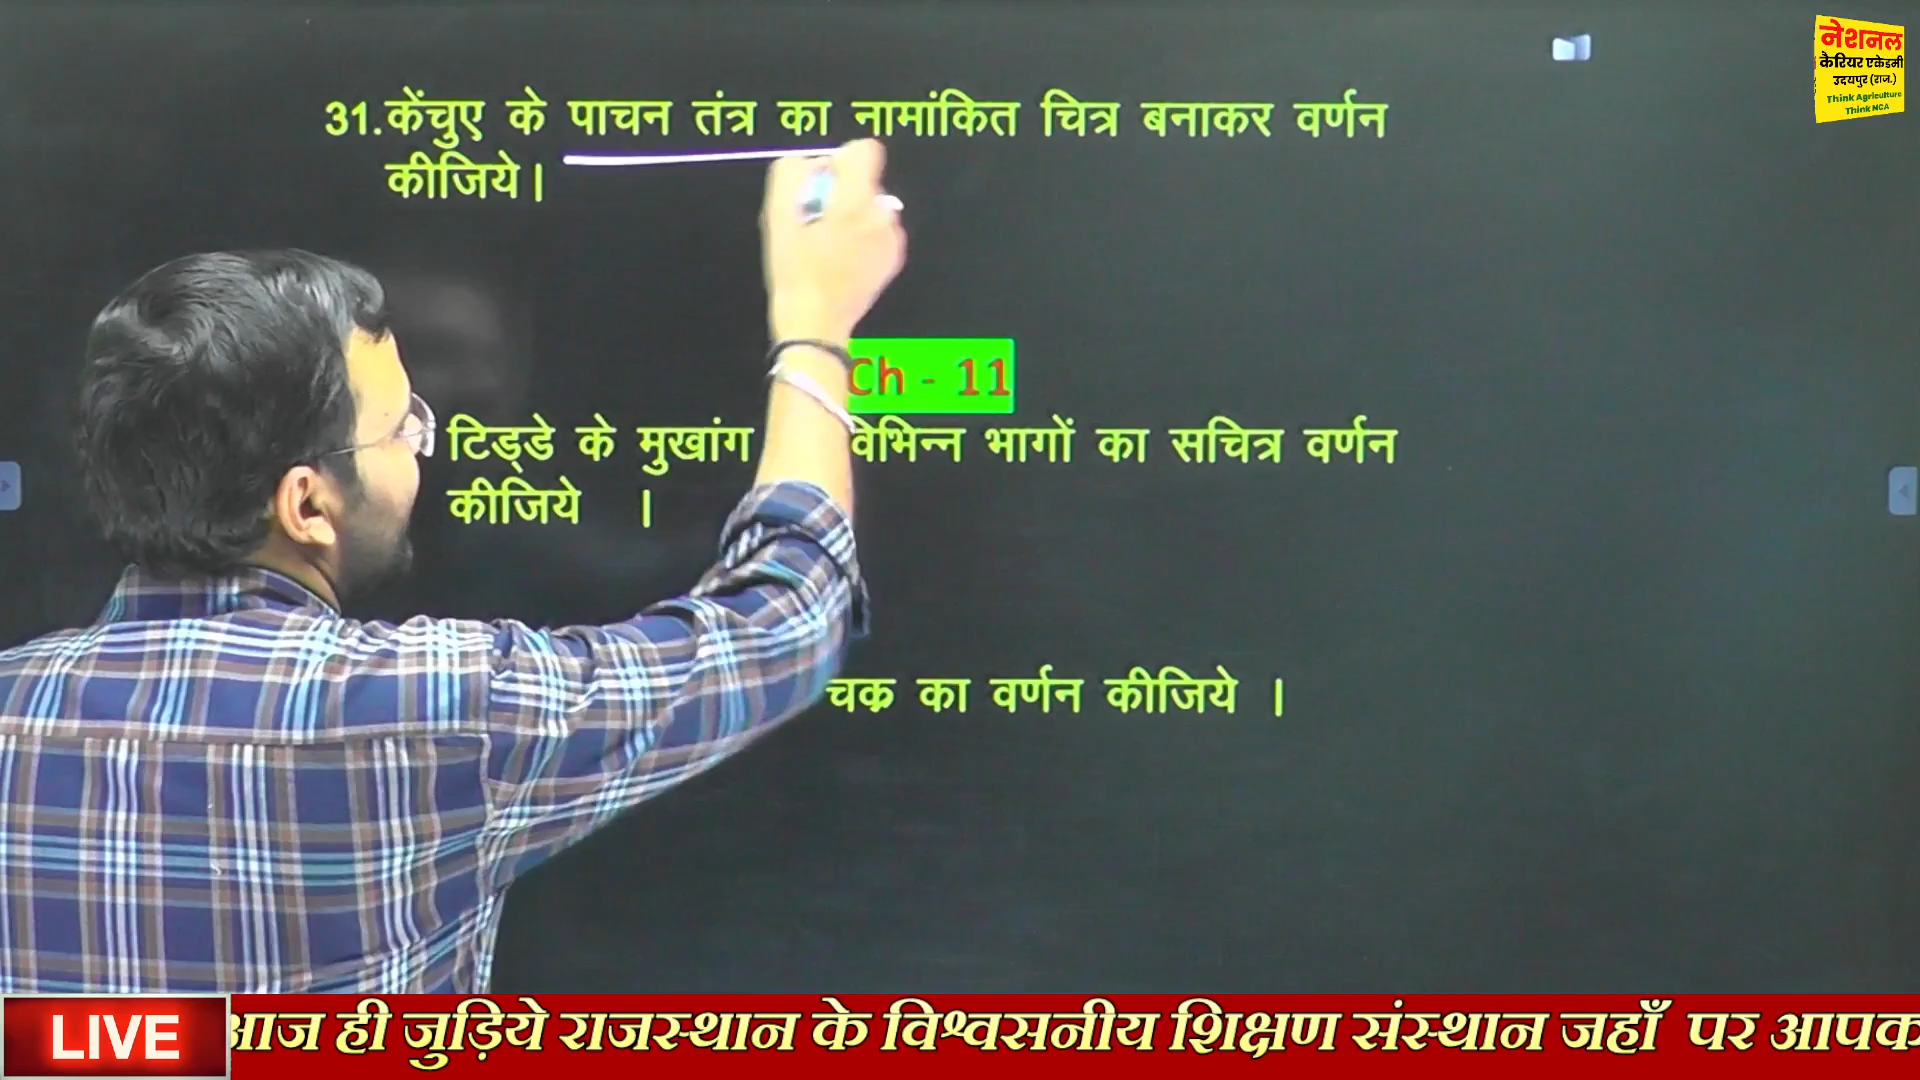 नेशनल
कैरियर एकेडमी
उदयपुर (राज.)
Think Agriculture
Think NCA
31. केंचुए के पाचन तंत्र का नामांकित चित्र बनाकर वर्णन
कीजिये।
Ch - 11
टिड्डे के मुखांग विभिन्न भागों का सचित्र वर्णन
कीजिये ।
चक्र का वर्णन कीजिये ।
LIVE
आज ही जुड़िये राजस्थान के विश्वसनीय शिक्षण संस्थान जहाँ पर